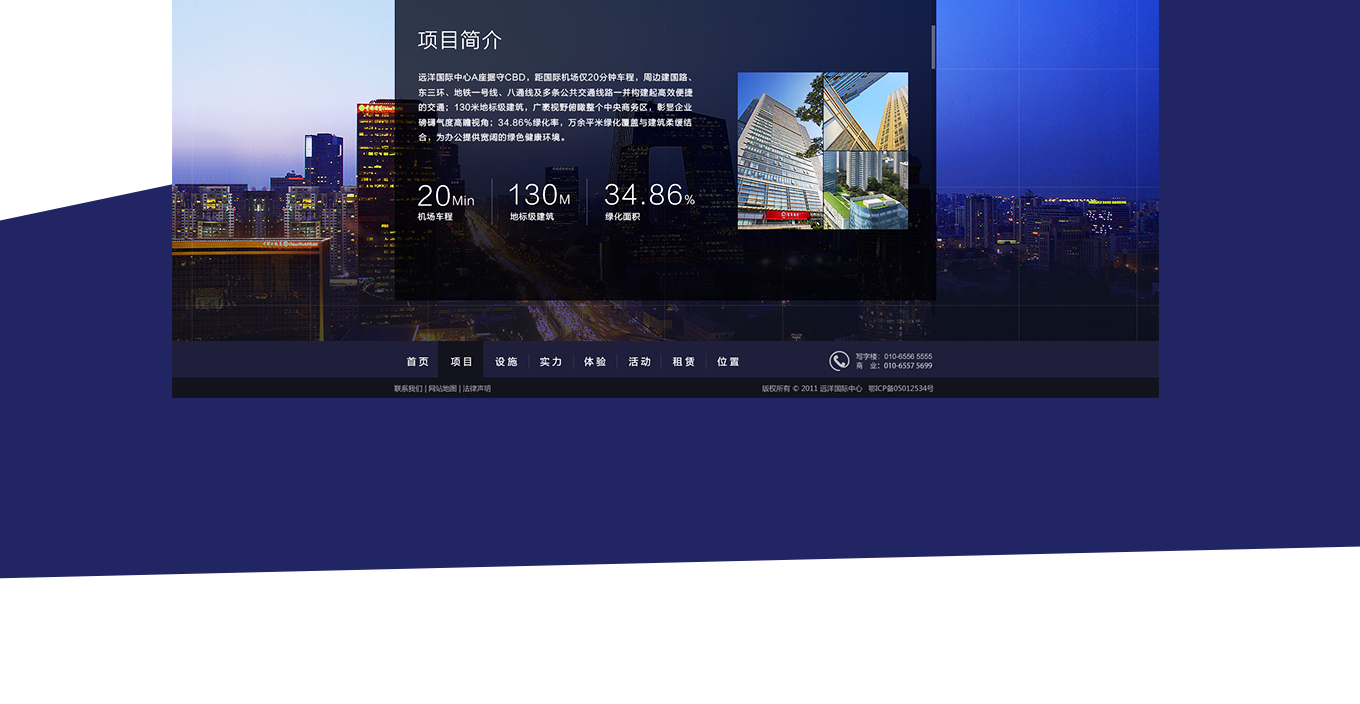 项目简介
远洋国际中心A座据守CBD，距国际机场仅20分钟车程，周边建国路、
东三环、地铁一号线、八通线及多条公共交通线路一并构建起高效便捷
的交通；130米地标级建筑，广袤视野俯瞰整个中央商务区，彰显企业
磅礴气度高瞻视角；34.86%绿化率，万余平米绿化覆盖与建筑柔缓结
合，为办公提供宽阔的绿色健康环境。
20Min 130M 34.86%
机场车程 地标级建筑 绿化面积
首页 项目 设施 实力 体验 活动 租赁 位置
写字楼：010-6556 5555
商 业：010-6557 5699
联系我们 | 网站地图 | 法律声明
版权所有 © 2011 远洋国际中心 鄂ICP备05012534号